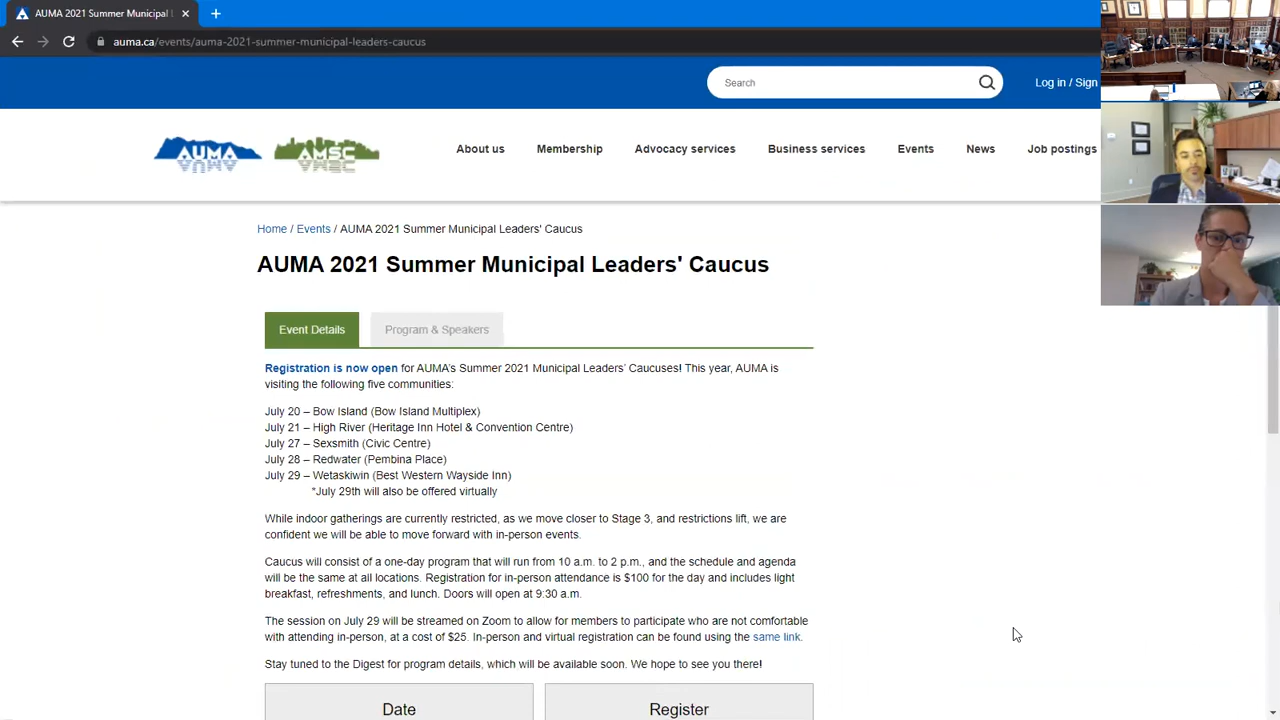 AUMA 2021 Summer Municipal L
auma.ca/events/auma-2021-summer-municipal-leaders-caucus
Search
Log in / Sign
AUMA
AMSC
About us
Membership
Advocacy services
Business services
Events
News
Job postings
Home / Events / AUMA 2021 Summer Municipal Leaders' Caucus
AUMA 2021 Summer Municipal Leaders' Caucus
Event Details
Program & Speakers
Registration is now open for AUMA's Summer 2021 Municipal Leaders' Caucuses! This year, AUMA is
visiting the following five communities:
July 20 – Bow Island (Bow Island Multiplex)
July 21 – High River (Heritage Inn Hotel & Convention Centre)
July 27 – Sexsmith (Civic Centre)
July 28 – Redwater (Pembina Place)
July 29 – Wetaskiwin (Best Western Wayside Inn)
*July 29th will also be offered virtually
While indoor gatherings are currently restricted, as we move closer to Stage 3, and restrictions lift, we are
confident we will be able to move forward with in-person events.
Caucus will consist of a one-day program that will run from 10 a.m. to 2 p.m., and the schedule and agenda
will be the same at all locations. Registration for in-person attendance is $100 for the day and includes light
breakfast, refreshments, and lunch. Doors will open at 9:30 a.m.
The session on July 29 will be streamed on Zoom to allow for members to participate who are not comfortable
with attending in-person, at a cost of $25. In-person and virtual registration can be found using the same link.
Stay tuned to the Digest for program details, which will be available soon. We hope to see you there!
Date
Register